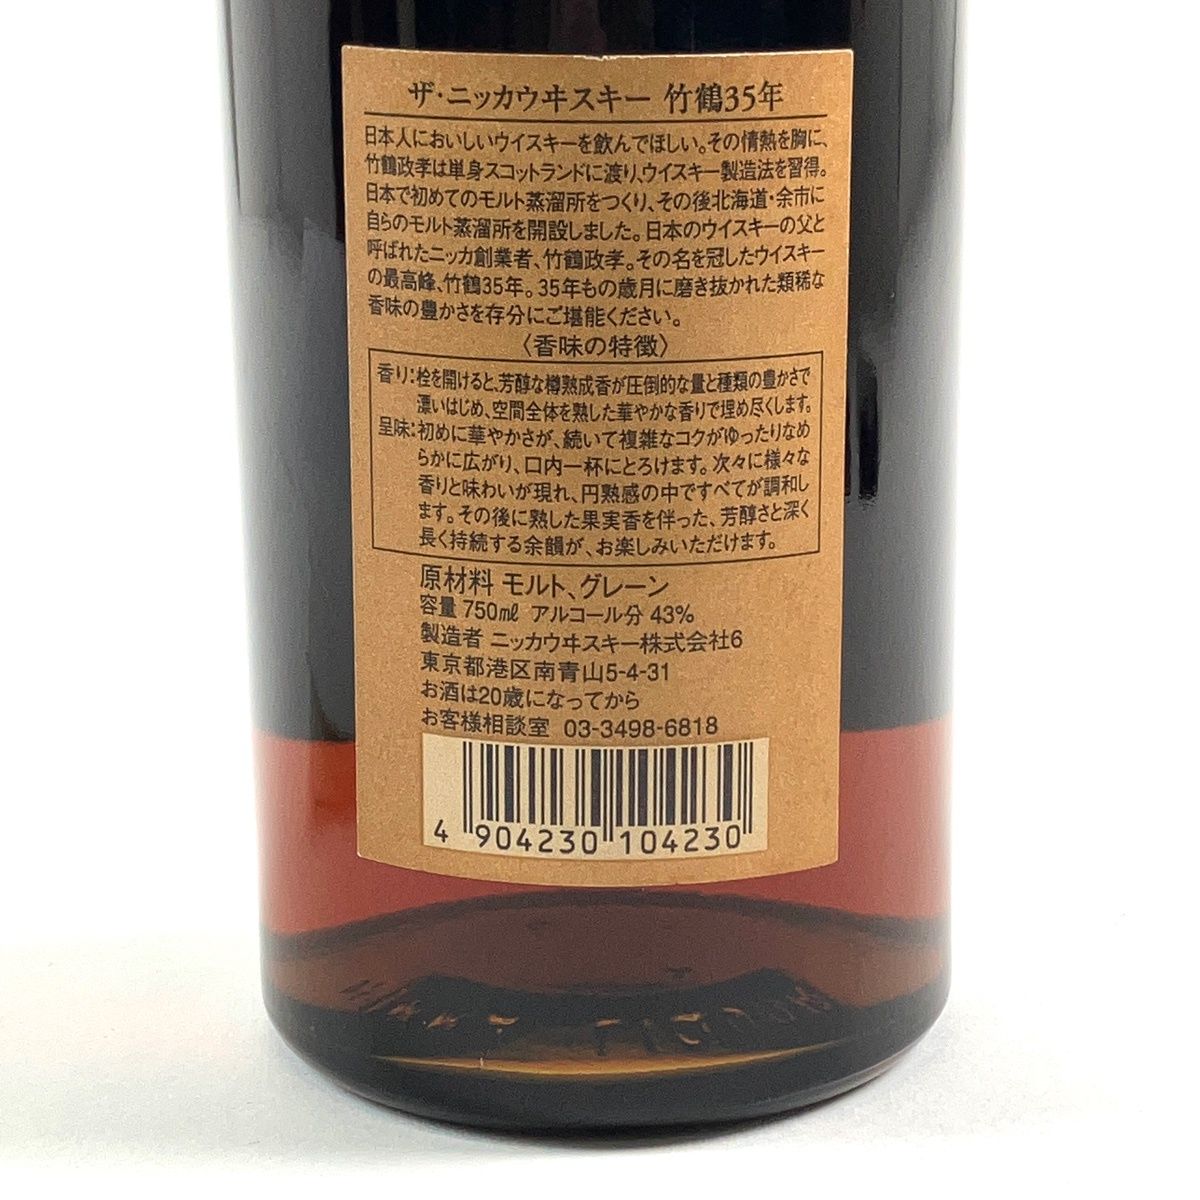 ザ・ニッカウヰスキー 竹鶴35年
日本人においしいウイスキーを飲んでほしい。その情熱を胸に、
竹鶴政孝は単身スコットランドに渡り、ウイスキー製造法を習得。
日本で初めてのモルト蒸溜所をつくり、その後北海道・余市に
自らのモルト蒸溜所を開設しました。日本のウイスキーの父と
呼ばれたニッカ創業者、竹鶴政孝。その名を冠したウイスキー
の最高峰、竹鶴35年。35年もの歳月に磨き抜かれた類稀な
香味の豊かさを存分にご堪能ください。
〈香味の特徴〉
香り：栓を開けると、芳醇な樽熟成香が圧倒的な量と種類の豊かさで
漂いはじめ、空間全体を熟した華やかな香りで埋め尽くします。
呈味：初めに華やかさが、続いて複雑なコクがゆったりなめ
らかに広がり、口内一杯にとろけます。次々に様々な
香りと味わいが現れ、円熟感の中ですべてが調和し
ます。その後に熟した果実香を伴った、芳醇さと深く
長く持続する余韻が、お楽しみいただけます。
原材料 モルト、グレーン
容量 750㎖ アルコール分 43%
製造者 ニッカウヰスキー株式会社6
東京都港区南青山5-4-31
お酒は20歳になってから
お客様相談室 03-3498-6818
4 904230 104230